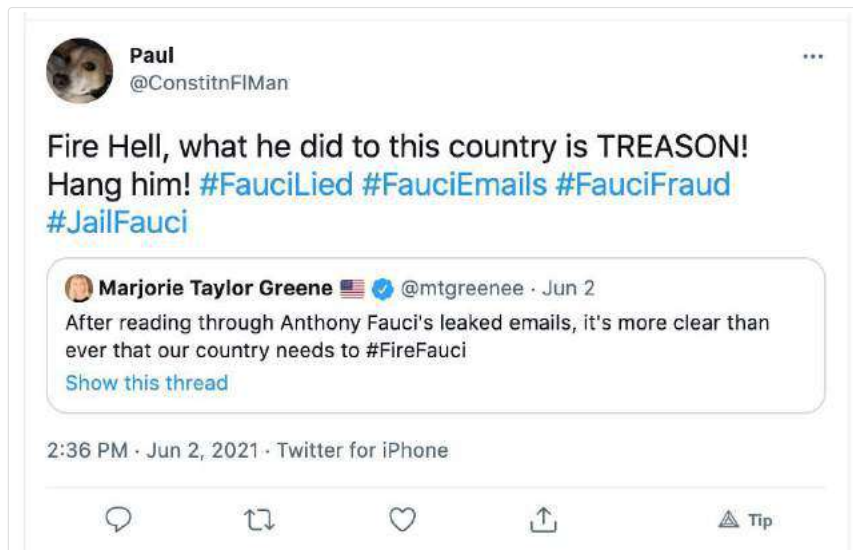 Paul
@ConstitnFlMan
Fire Hell, what he did to this country is TREASON!
Hang him! #FauciLied #FauciEmails #FauciFraud
#JailFauci
Marjorie Taylor Greene 🇺🇸 @mtgreenee · Jun 2
After reading through Anthony Fauci's leaked emails, it's more clear than
ever that our country needs to #FireFauci
Show this thread
2:36 PM · Jun 2, 2021 · Twitter for iPhone
Tip